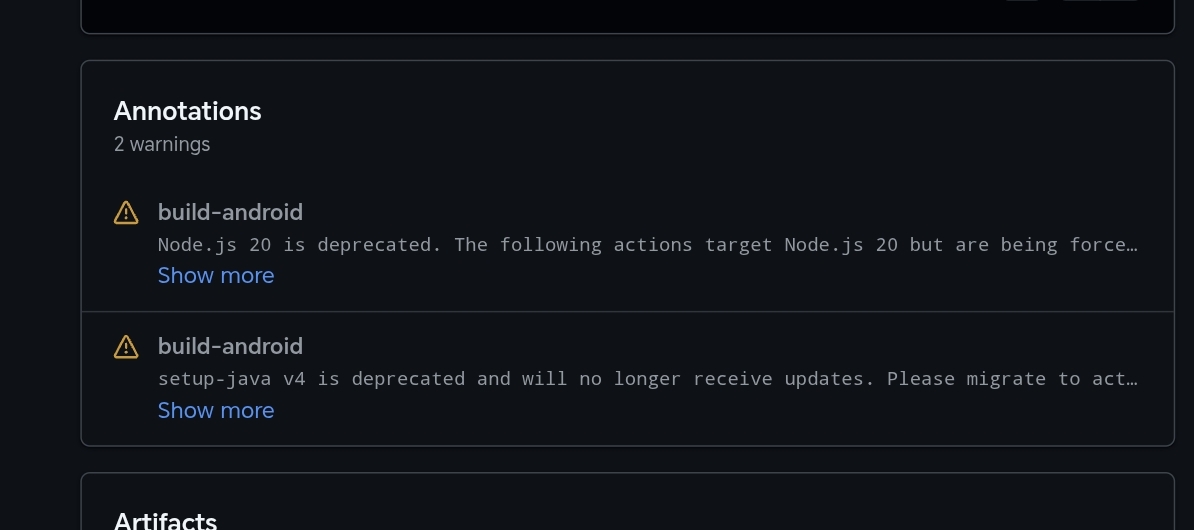 Annotations
2 warnings
build-android
Node.js 20 is deprecated. The following actions target Node.js 20 but are being force…
Show more
build-android
setup-java v4 is deprecated and will no longer receive updates. Please migrate to act…
Show more
Artifacts